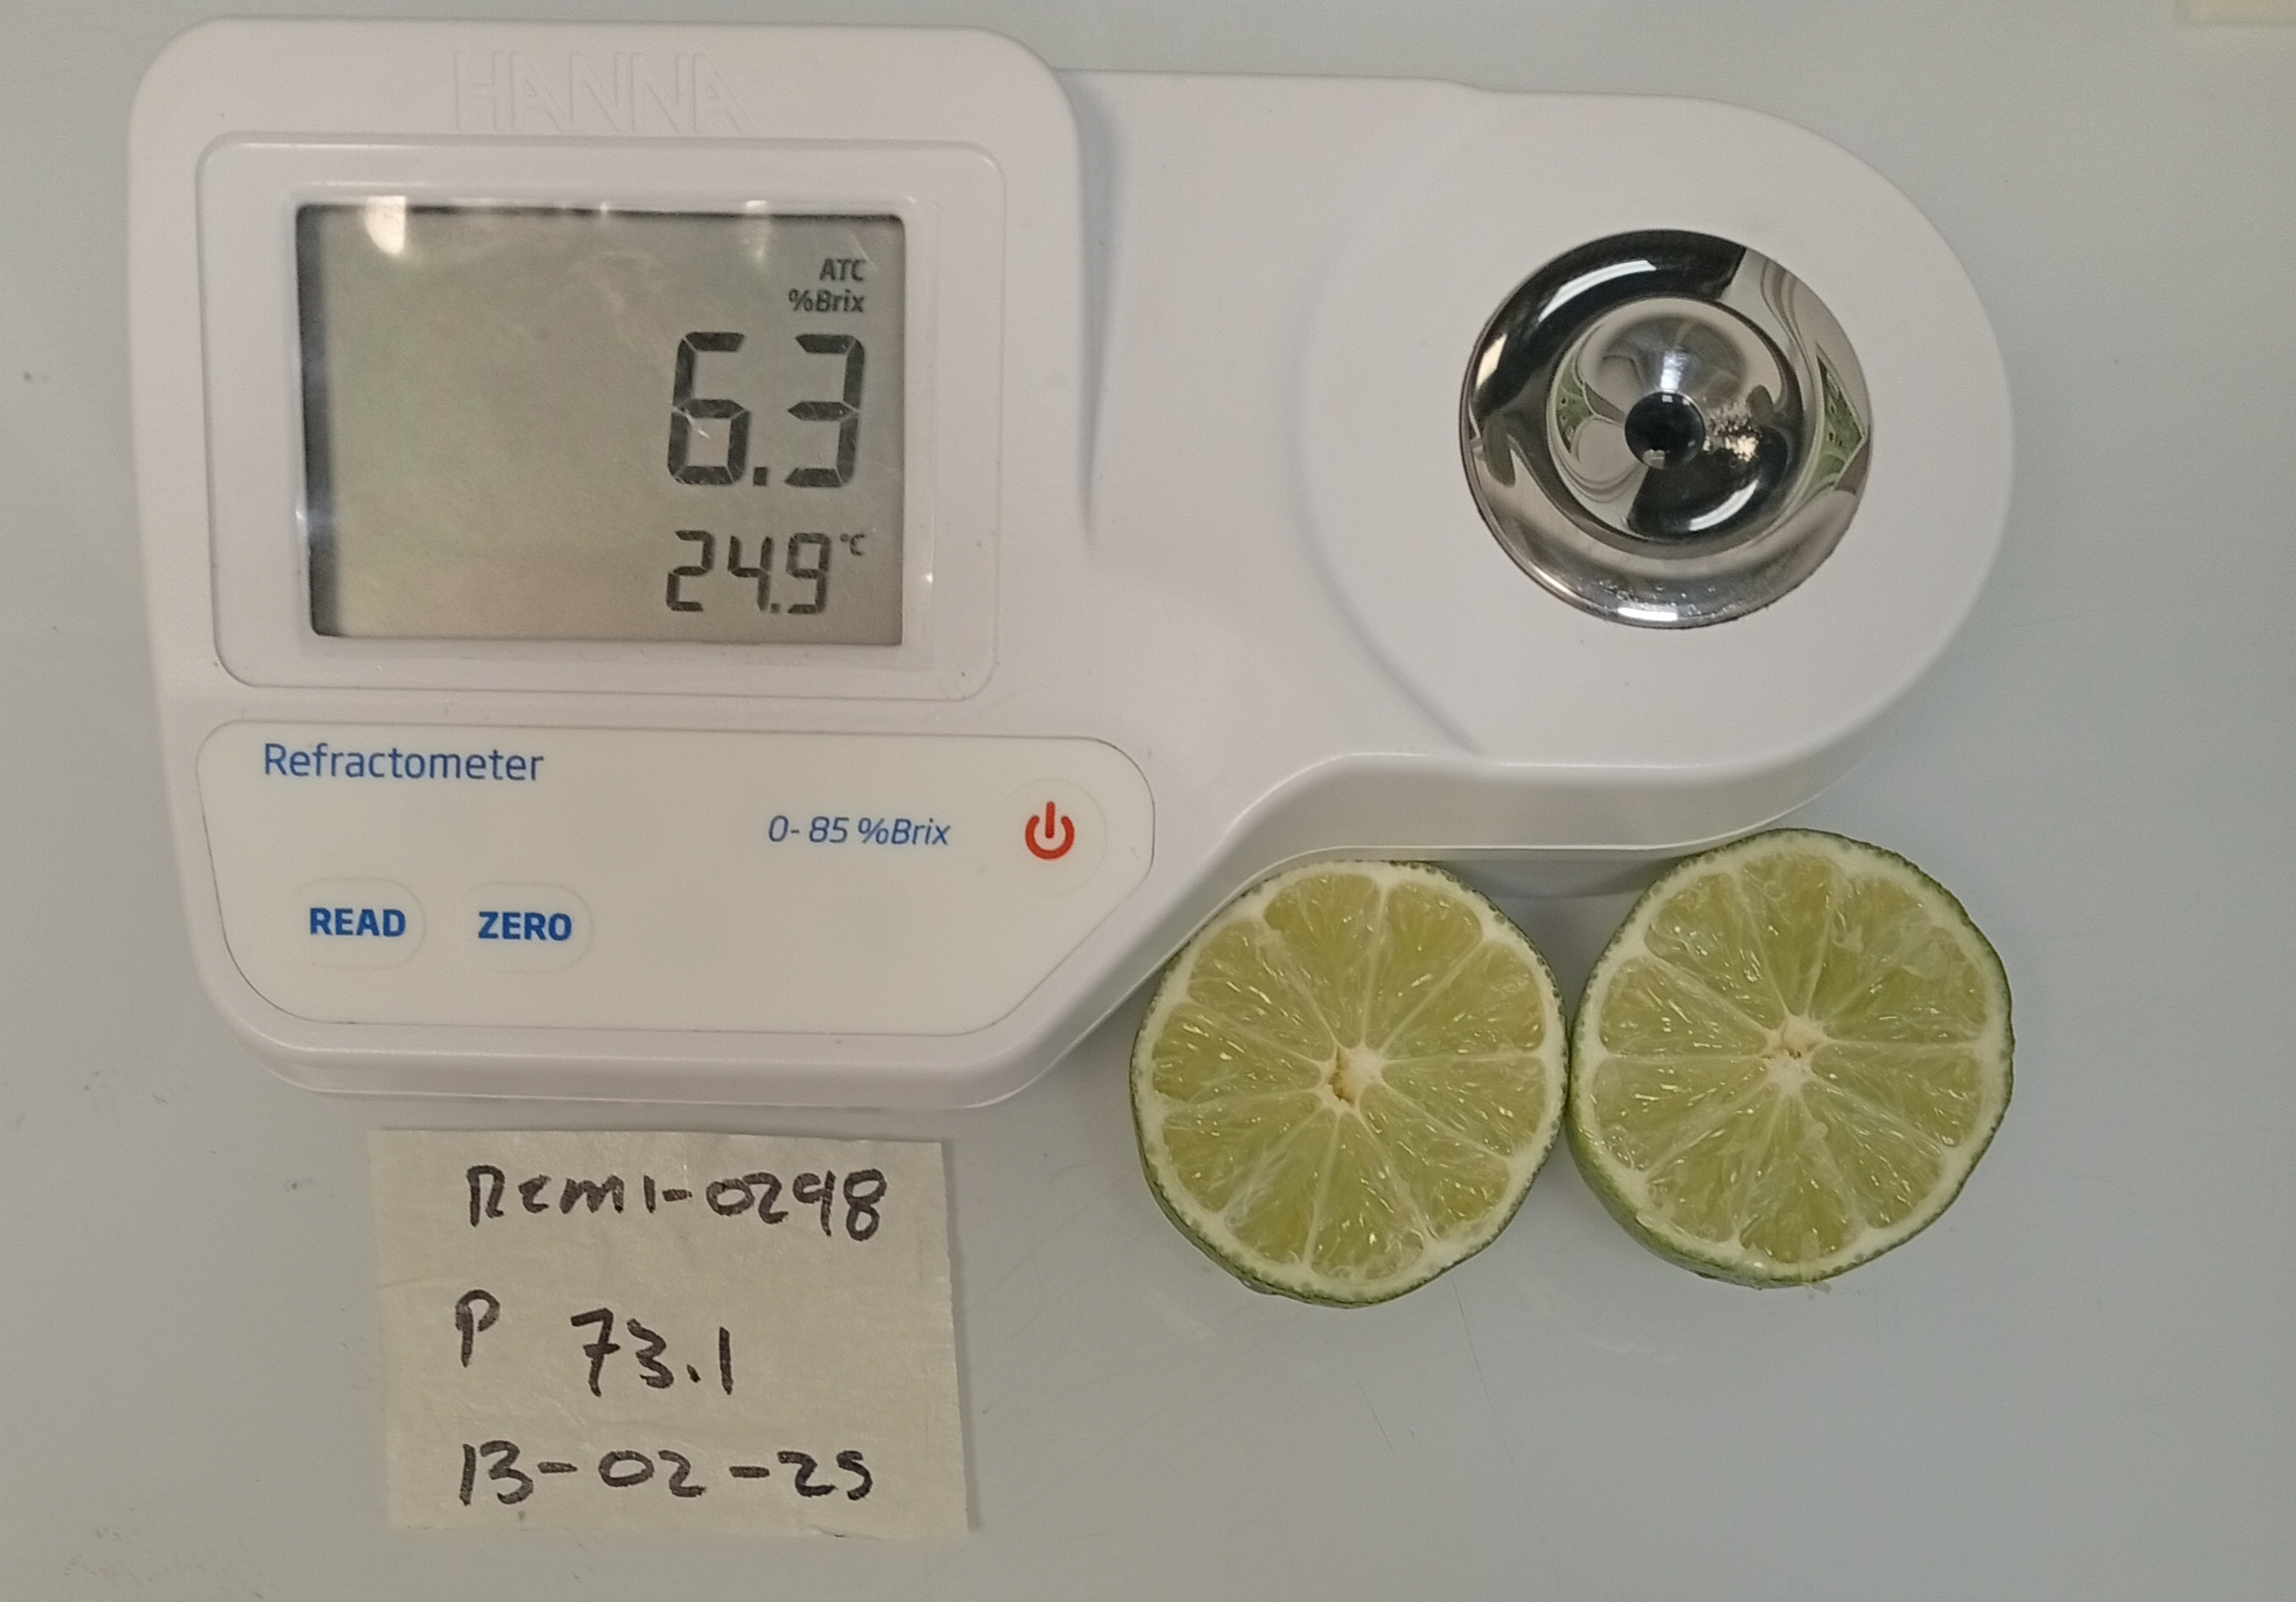 HANNA
ATC
%Brix
6.3
24.9 °C
Refractometer
0-85 %Brix
READ ZERO
Rem1-0298
P 73.1
13-02-25